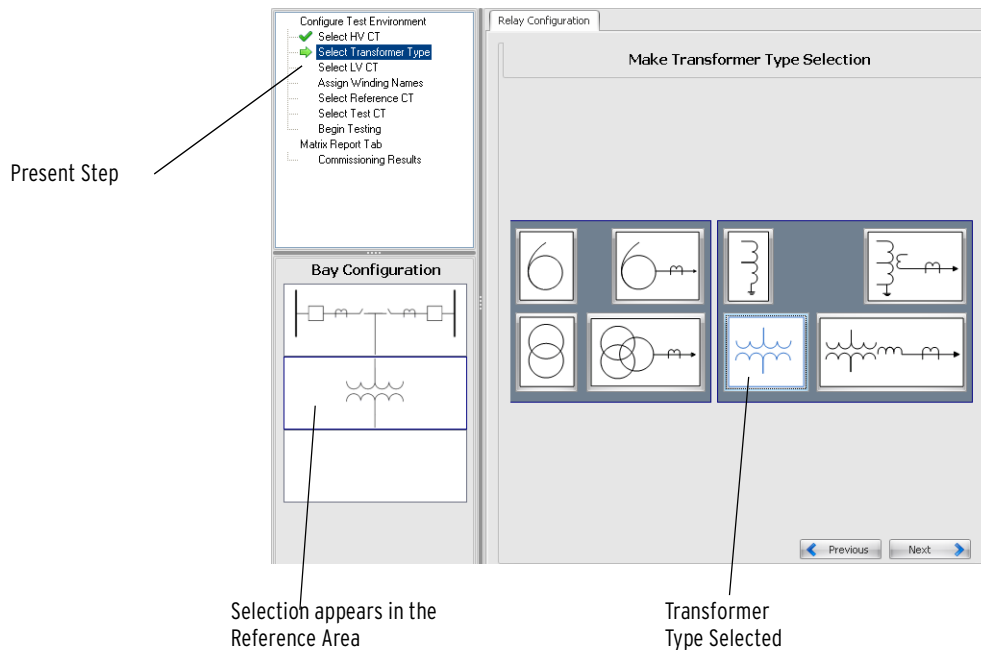 Configure Test Environment
Select HV CT
Select Transformer Type
Select LV CT
Assign Winding Names
Select Reference CT
Select Test CT
Begin Testing
Matrix Report Tab
Commissioning Results
Present Step
Bay Configuration
Relay Configuration
Make Transformer Type Selection
Previous
Next
Selection appears in the
Reference Area
Transformer
Type Selected